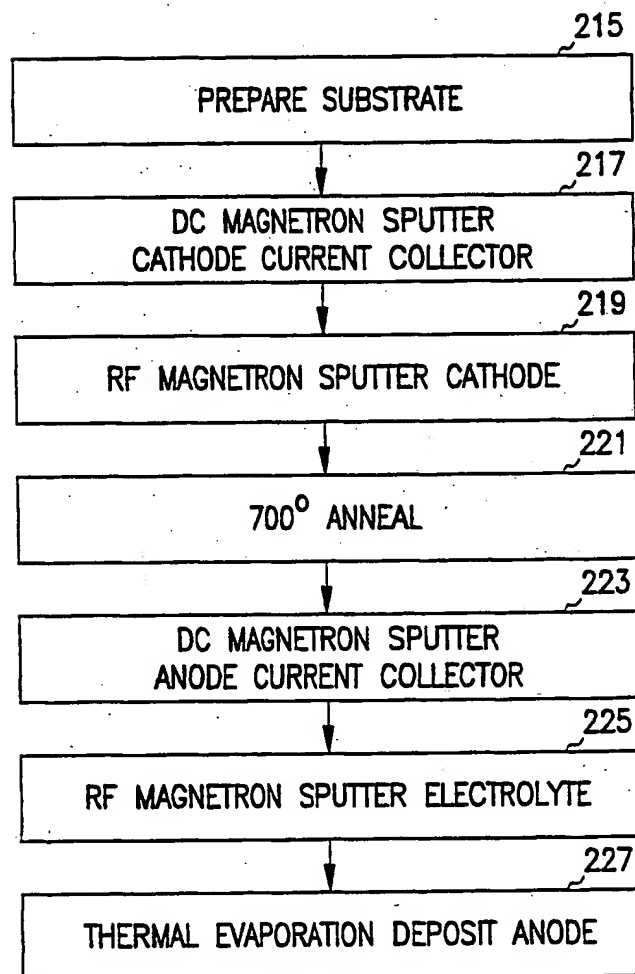 215
PREPARE SUBSTRATE
217
DC MAGNETRON SPUTTER
CATHODE CURRENT COLLECTOR
219
RF MAGNETRON SPUTTER CATHODE
221
700° ANNEAL
223
DC MAGNETRON SPUTTER
ANODE CURRENT COLLECTOR
225
RF MAGNETRON SPUTTER ELECTROLYTE
227
THERMAL EVAPORATION DEPOSIT ANODE